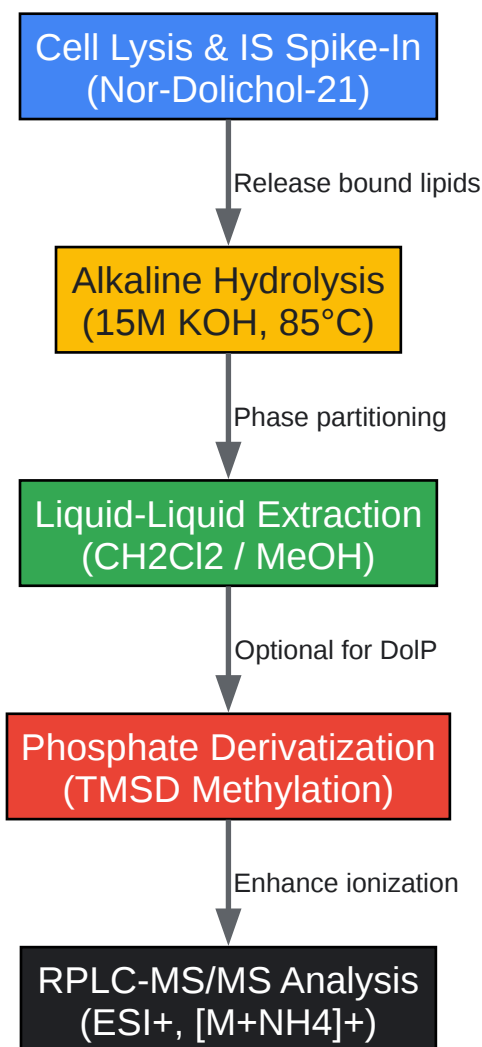 Cell Lysis & IS Spike-In
(Nor-Dolichol-21)
Release bound lipids
Alkaline Hydrolysis
(15M KOH, 85°C)
Phase partitioning
Liquid-Liquid Extraction
(CH2Cl2 / MeOH)
Optional for DolP
Phosphate Derivatization
(TMSD Methylation)
Enhance ionization
RPLC-MS/MS Analysis
(ESI+, [M+NH4]+)